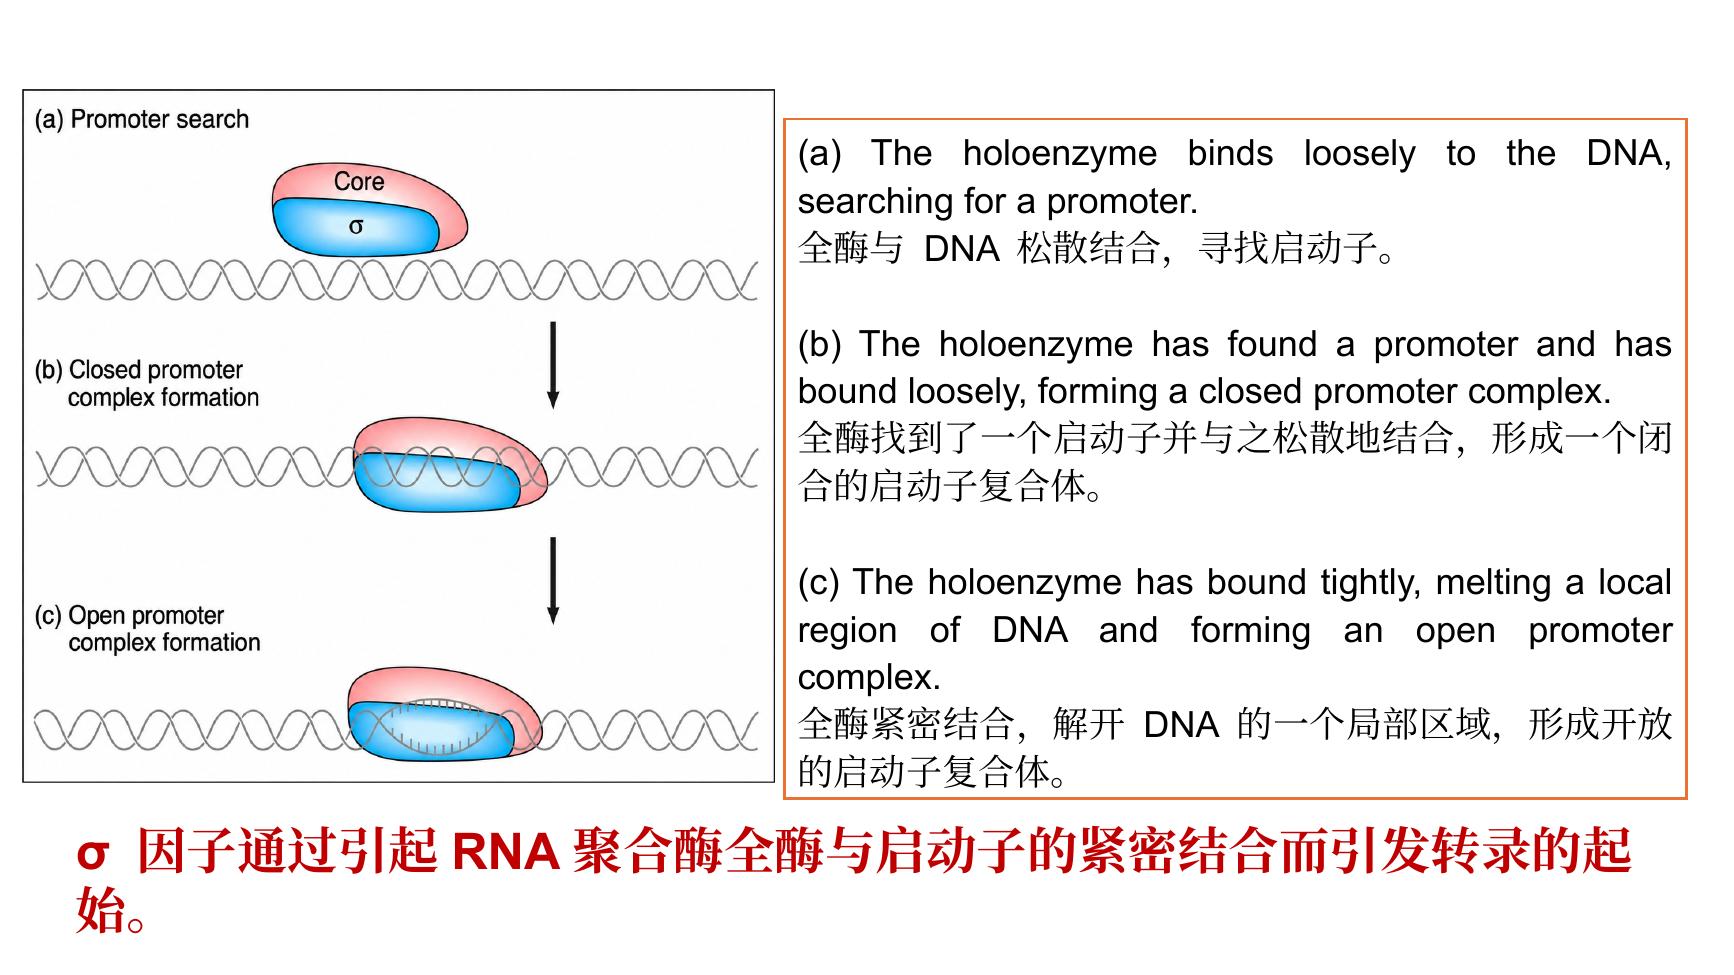 (a) Promoter search
Core
σ
(b) Closed promoter
complex formation
(c) Open promoter
complex formation
(a) The holoenzyme binds loosely to the DNA,
searching for a promoter.
全酶与 DNA 松散结合，寻找启动子。
(b) The holoenzyme has found a promoter and has
bound loosely, forming a closed promoter complex.
全酶找到了一个启动子并与之松散地结合，形成一个闭
合的启动子复合体。
(c) The holoenzyme has bound tightly, melting a local
region of DNA and forming an open promoter
complex.
全酶紧密结合，解开 DNA 的一个局部区域，形成开放
的启动子复合体。
σ 因子通过引起 RNA 聚合酶全酶与启动子的紧密结合而引发转录的起
始。